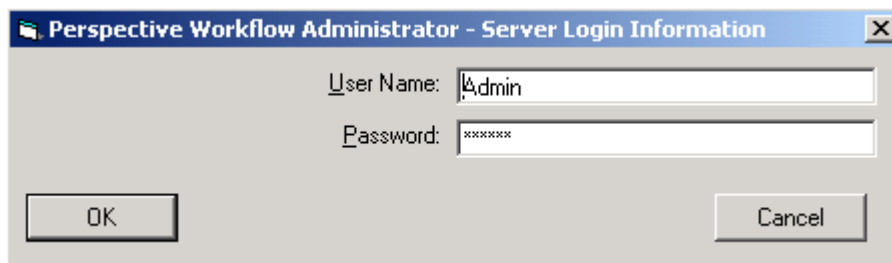 Perspective Workflow Administrator - Server Login Information
User Name: Admin
Password: ******
OK Cancel